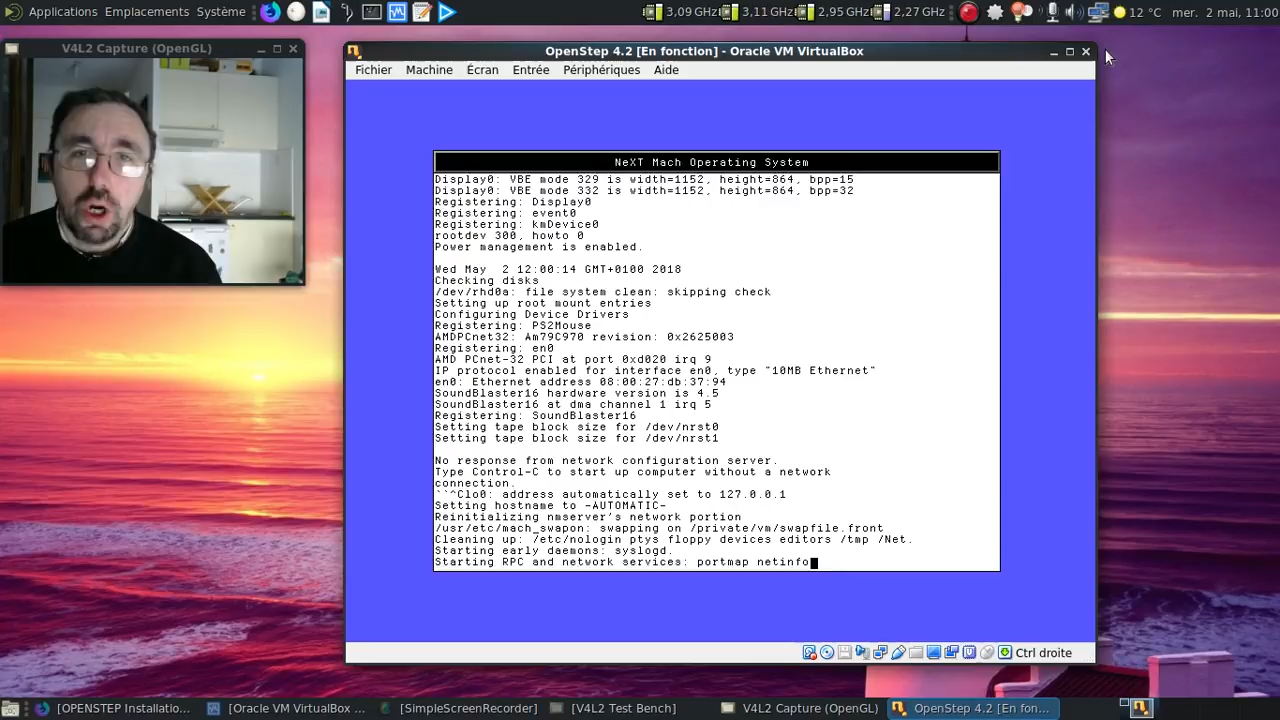 Applications Emplacements Système
3,09 GHz 3,11 GHz 2,95 GHz 2,27 GHz
12 °C mer. 2 mai, 11:00
V4L2 Capture (OpenGL)
OpenStep 4.2 [En fonction] - Oracle VM VirtualBox
Fichier Machine Écran Entrée Périphériques Aide
NeXT Mach Operating System
Display0: VBE mode 329 is width=1152, height=864, bpp=15
Display0: VBE mode 332 is width=1152, height=864, bpp=32
Registering: Display0
Registering: event0
Registering: kmDevice0
rootdev 300, howto 0
Power management is enabled.
Wed May  2 12:00:14 GMT+0100 2018
Checking disks
/dev/rhd0a: file system clean: skipping check
Setting up root mount entries
Configuring Device Drivers
Registering: PS2Mouse
AMDPCnet32: Am79C970 revision: 0x2625003
Registering: en0
AMD PCnet-32 PCI at port 0xd020 irq 9
IP protocol enabled for interface en0, type "10MB Ethernet"
en0: Ethernet address 08:00:27:db:37:94
SoundBlaster16 hardware version is 4.5
SoundBlaster16 at dma channel 1 irq 5
Registering: SoundBlaster16
Setting tape block size for /dev/nrst0
Setting tape block size for /dev/nrst1
No response from network configuration server.
Type Control-C to start up computer without a network
connection.
``^Clo0: address automatically set to 127.0.0.1
Setting hostname to -AUTOMATIC-
Reinitializing nmserver's network portion
/usr/etc/mach_swapon: swapping on /private/vm/swapfile.front
Cleaning up: /etc/nologin ptys floppy devices editors /tmp /Net.
Starting early daemons: syslogd.
Starting RPC and network services: portmap netinfo
Ctrl droite
[OPENSTEP Installatio... [Oracle VM VirtualBox ... [SimpleScreenRecorder] [V4L2 Test Bench] V4L2 Capture (OpenGL) OpenStep 4.2 [En fon...